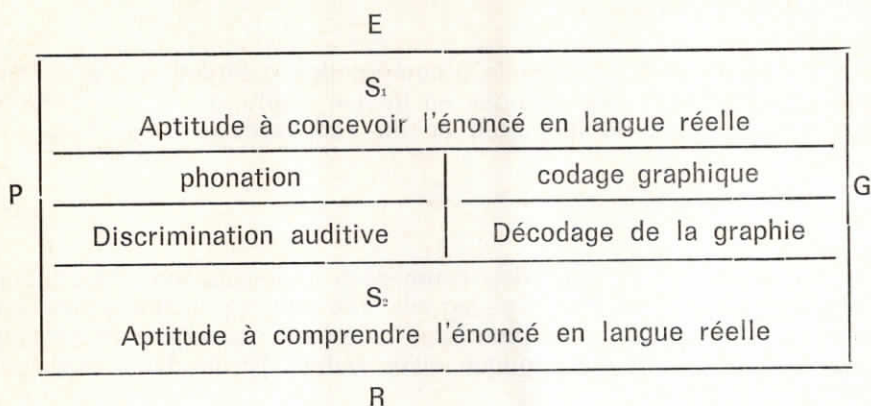 E
S₁
Aptitude à concevoir l'énoncé en langue réelle
P
phonation
codage graphique
G
Discrimination auditive
Décodage de la graphie
S₂
Aptitude à comprendre l'énoncé en langue réelle
R